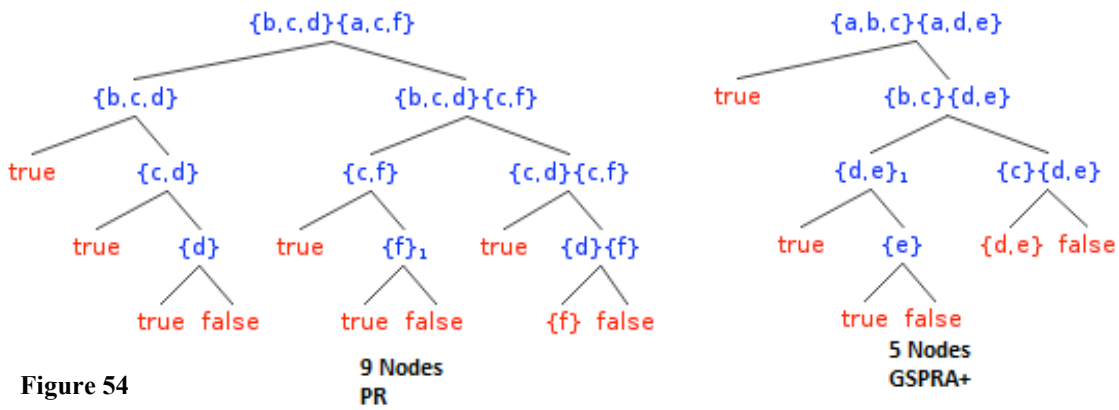 {b,c,d}{a,c,f} {a,b,c}{a,d,e}
{b,c,d} {b,c,d}{c,f} true {b,c}{d,e}
true {c,d} {c,f} {c,d}{c,f} {d,e}₁ {c}{d,e}
true {d} true {f}₁ true {d}{f} true {e} {d,e} false
true false true false {f} false true false
9 Nodes 5 Nodes
PR GSPRA+
Figure 54